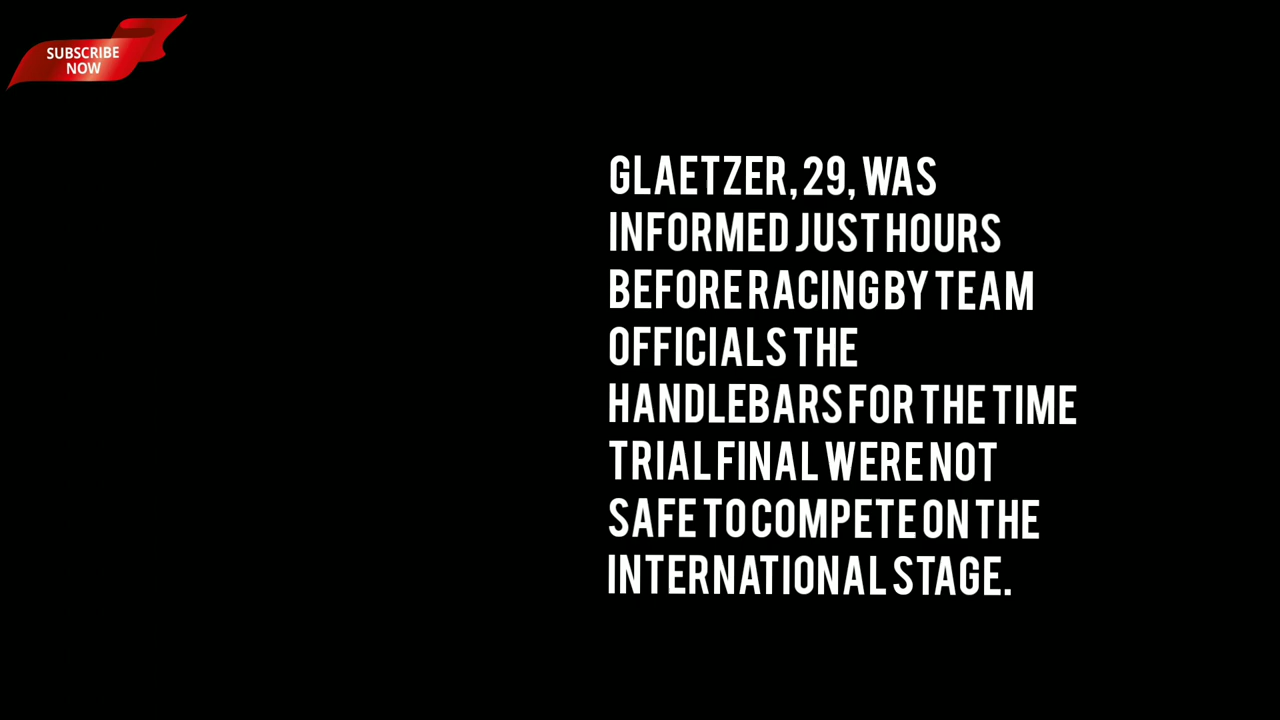 SUBSCRIBE
NOW
GLAETZER, 29, WAS
INFORMED JUST HOURS
BEFORE RACING BY TEAM
OFFICIALS THE
HANDLEBARS FOR THE TIME
TRIAL FINAL WERE NOT
SAFE TO COMPETE ON THE
INTERNATIONAL STAGE.